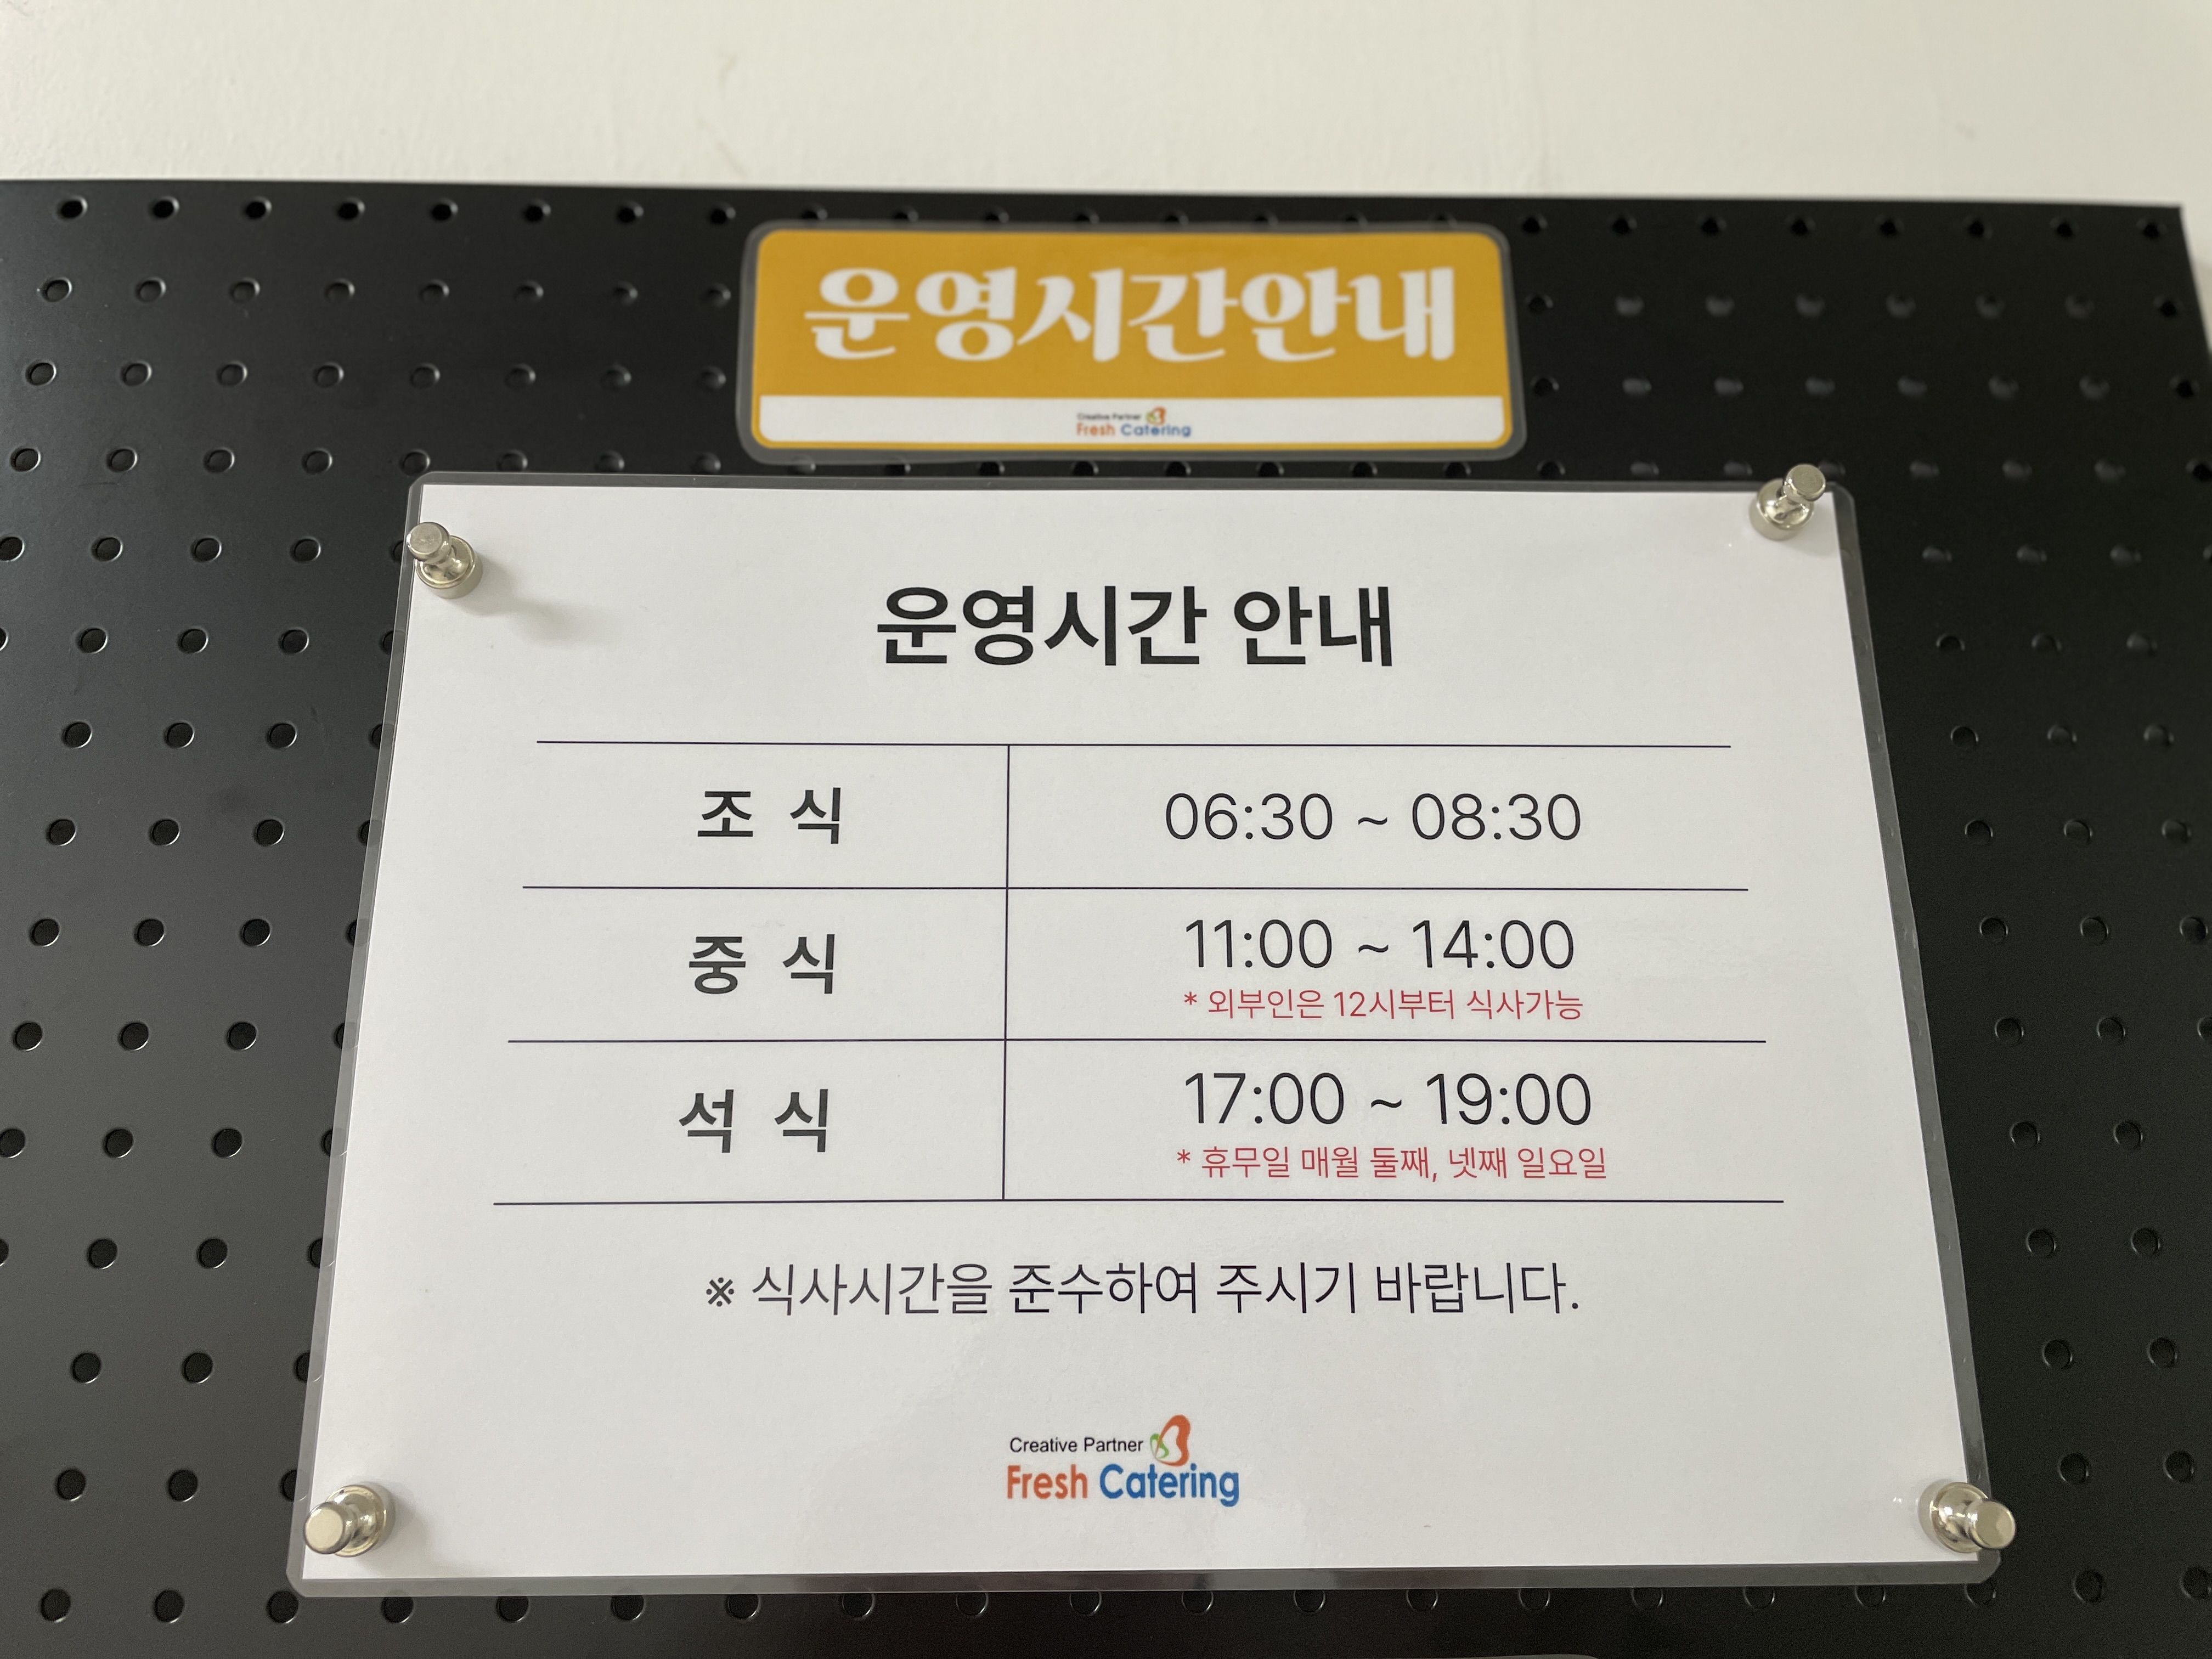 운영시간안내
Creative Partner
Fresh Catering
운영시간 안내
조 식 06:30 ~ 08:30
중 식 11:00 ~ 14:00
* 외부인은 12시부터 식사가능
석 식 17:00 ~ 19:00
* 휴무일 매월 둘째, 넷째 일요일
※ 식사시간을 준수하여 주시기 바랍니다.
Creative Partner
Fresh Catering